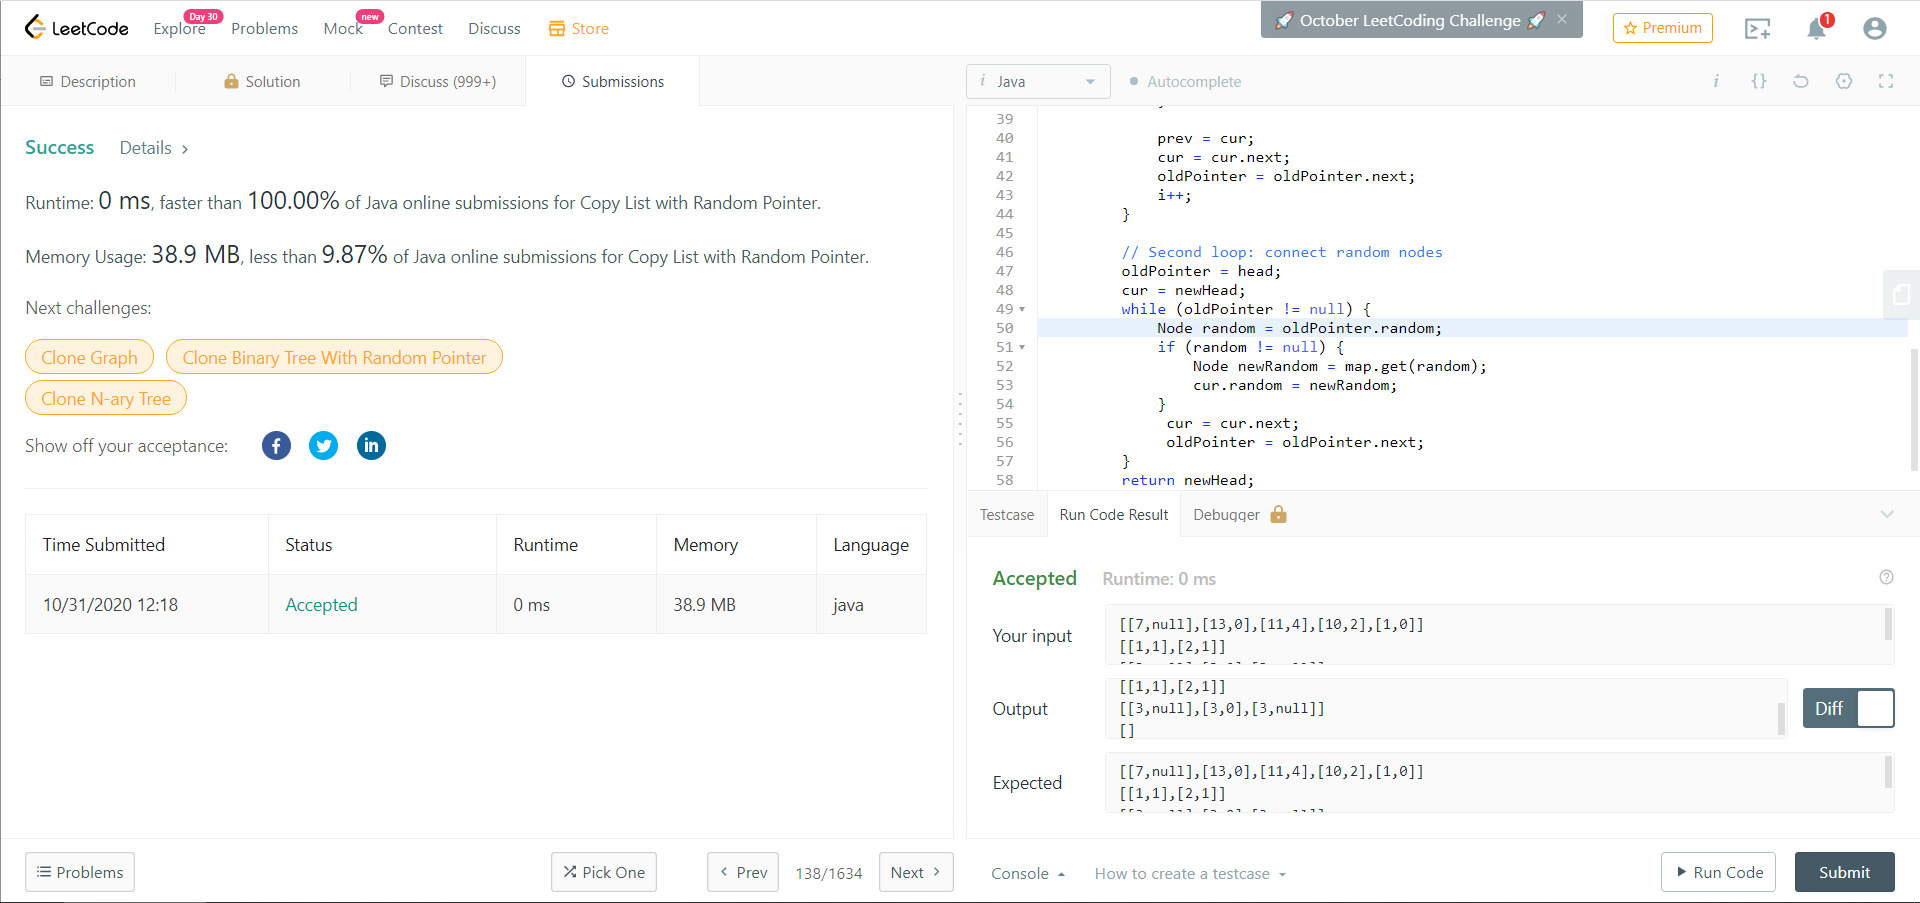 LeetCode
Explore
Day 30
Problems
Mock
new
Contest
Discuss
Store
🚀 October LeetCoding Challenge 🚀 ×
Premium
1
Description
Solution
Discuss (999+)
Submissions
i Java
Autocomplete
Success
Details >
Runtime: 0 ms, faster than 100.00% of Java online submissions for Copy List with Random Pointer.
Memory Usage: 38.9 MB, less than 9.87% of Java online submissions for Copy List with Random Pointer.
Next challenges:
Clone Graph
Clone Binary Tree With Random Pointer
Clone N-ary Tree
Show off your acceptance:
Time Submitted Status Runtime Memory Language
10/31/2020 12:18 Accepted 0 ms 38.9 MB java
39
40 prev = cur;
41 cur = cur.next;
42 oldPointer = oldPointer.next;
43 i++;
44 }
45
46 // Second loop: connect random nodes
47 oldPointer = head;
48 cur = newHead;
49 while (oldPointer != null) {
50 Node random = oldPointer.random;
51 if (random != null) {
52 Node newRandom = map.get(random);
53 cur.random = newRandom;
54 }
55 cur = cur.next;
56 oldPointer = oldPointer.next;
57 }
58 return newHead;
Testcase
Run Code Result
Debugger
Accepted Runtime: 0 ms
Your input
[[7,null],[13,0],[11,4],[10,2],[1,0]]
[[1,1],[2,1]]
Output
[[1,1],[2,1]]
[[3,null],[3,0],[3,null]]
[]
Diff
Expected
[[7,null],[13,0],[11,4],[10,2],[1,0]]
[[1,1],[2,1]]
Problems
Pick One
< Prev
138/1634
Next >
Console
How to create a testcase
Run Code
Submit